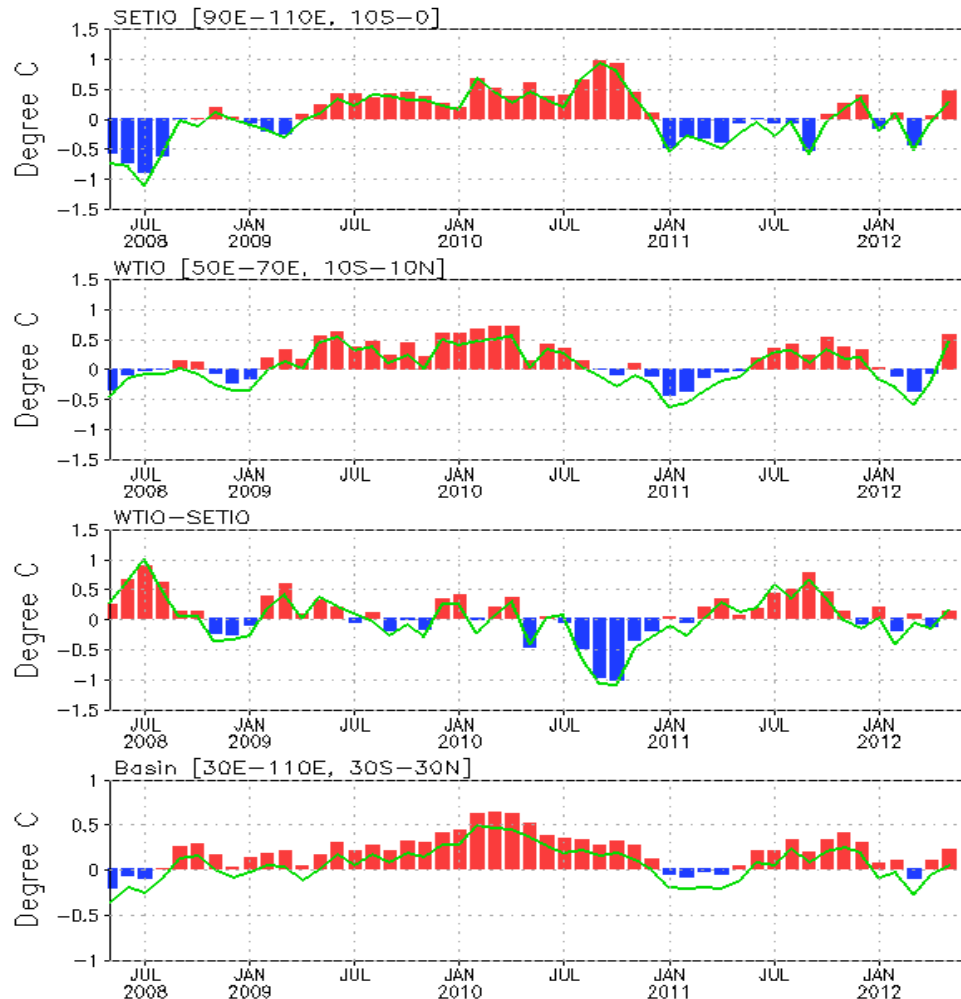 SETIO [90E-110E, 10S-0]
Degree C
1.5
1
0.5
0
-0.5
-1
-1.5
JUL JAN JUL JAN JUL JAN JUL JAN
2008 2009 2010 2011 2012
WTIO [50E-70E, 10S-10N]
Degree C
1.5
1
0.5
0
-0.5
-1
-1.5
JUL JAN JUL JAN JUL JAN JUL JAN
2008 2009 2010 2011 2012
WTIO-SETIO
Degree C
1.5
1
0.5
0
-0.5
-1
-1.5
JUL JAN JUL JAN JUL JAN JUL JAN
2008 2009 2010 2011 2012
Basin [30E-110E, 30S-30N]
Degree C
1
0.5
0
-0.5
-1
JUL JAN JUL JAN JUL JAN JUL JAN
2008 2009 2010 2011 2012